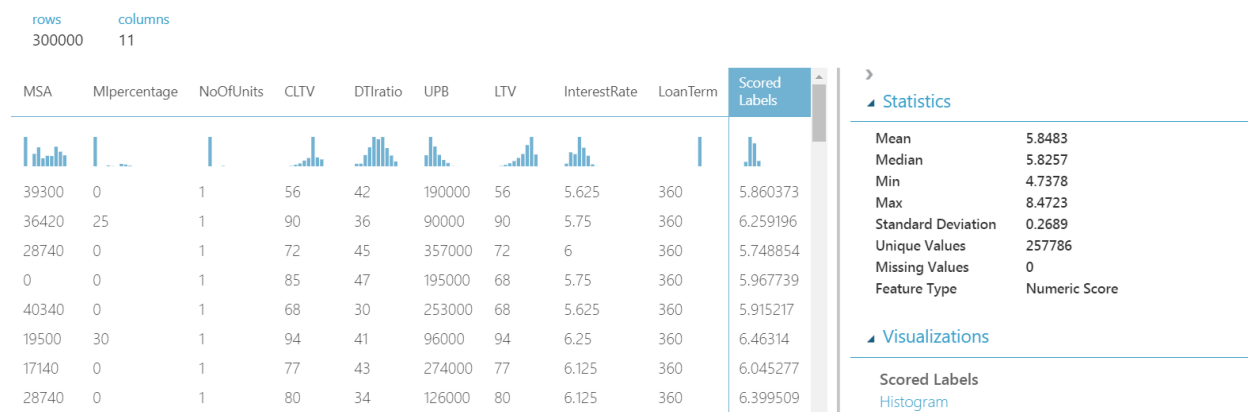 rows columns
300000 11
MSA MIpercentage NoOfUnits CLTV DTIratio UPB LTV InterestRate LoanTerm Scored Labels
39300 0 1 56 42 190000 56 5.625 360 5.860373
36420 25 1 90 36 90000 90 5.75 360 6.259196
28740 0 1 72 45 357000 72 6 360 5.748854
0 0 1 85 47 195000 68 5.75 360 5.967739
40340 0 1 68 30 253000 68 5.625 360 5.915217
19500 30 1 94 41 96000 94 6.25 360 6.46314
17140 0 1 77 43 274000 77 6.125 360 6.045277
28740 0 1 80 34 126000 80 6.125 360 6.399509
Statistics
Mean 5.8483
Median 5.8257
Min 4.7378
Max 8.4723
Standard Deviation 0.2689
Unique Values 257786
Missing Values 0
Feature Type Numeric Score
Visualizations
Scored Labels
Histogram